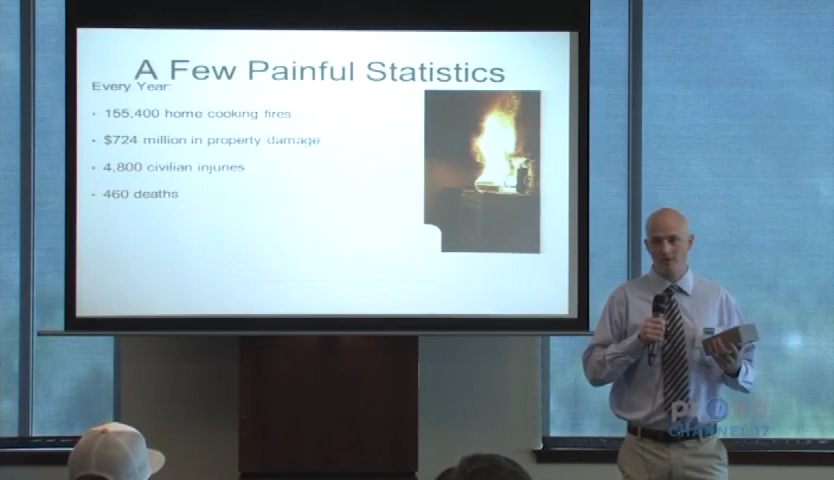 A Few Painful Statistics
Every Year:
• 155,400 home cooking fires
• $724 million in property damage
• 4,800 civilian injuries
• 460 deaths
CHANNEL 17